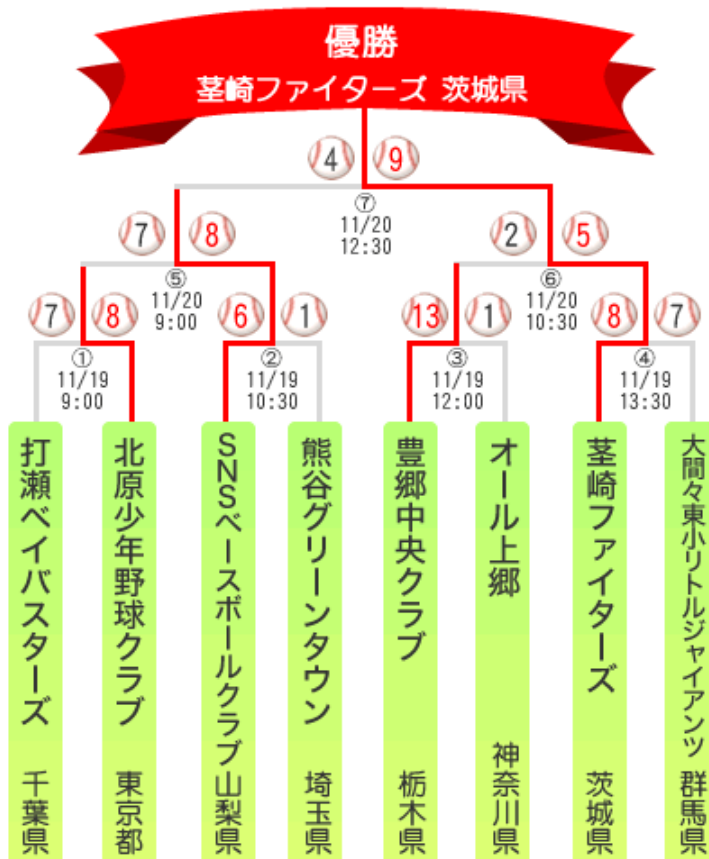 優勝
茎崎ファイターズ 茨城県
4 9
⑦
11/20
12:30
7 8
2 5
⑤
11/20
9:00
⑥
11/20
10:30
7 8
6 1
13 1
8 7
①
11/19
9:00
②
11/19
10:30
③
11/19
12:00
④
11/19
13:30
打瀬ベイバスターズ 千葉県
北原少年野球クラブ 東京都
SNSベースボールクラブ 山梨県
熊谷グリーンタウン 埼玉県
豊郷中央クラブ 栃木県
オール上郷 神奈川県
茎崎ファイターズ 茨城県
大間々東小リトルジャイアンツ 群馬県